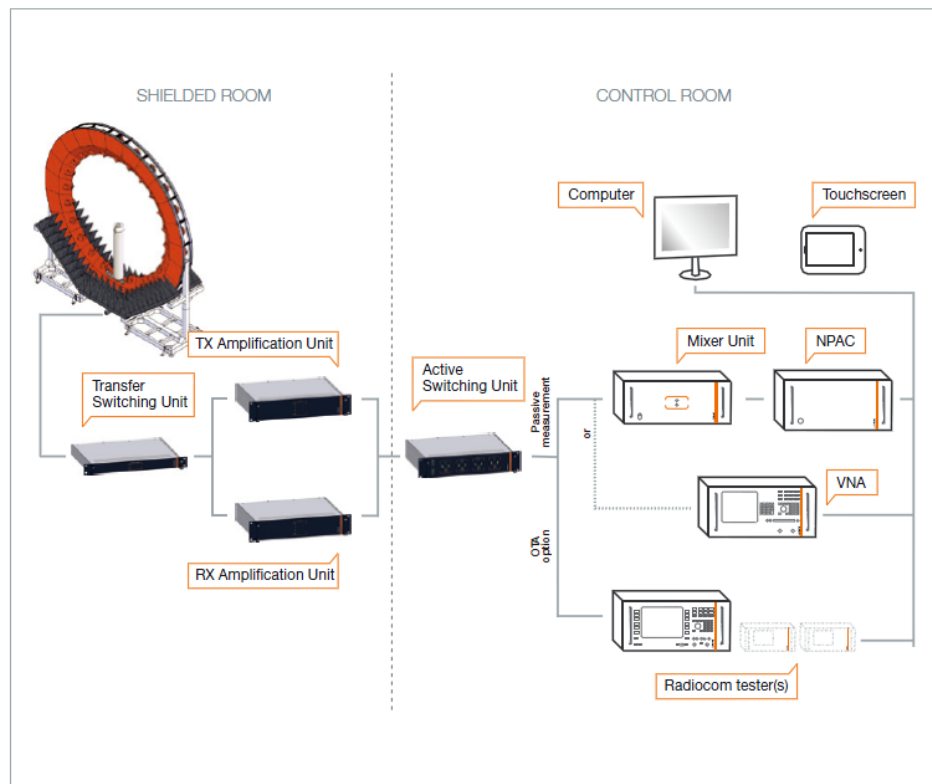 SHIELDED ROOM
CONTROL ROOM
Computer
Touchscreen
TX Amplification Unit
Mixer Unit
NPAC
Transfer
Switching Unit
Active
Switching Unit
Passive
measurement
or
VNA
RX Amplification Unit
OTA
option
Radiocom tester(s)